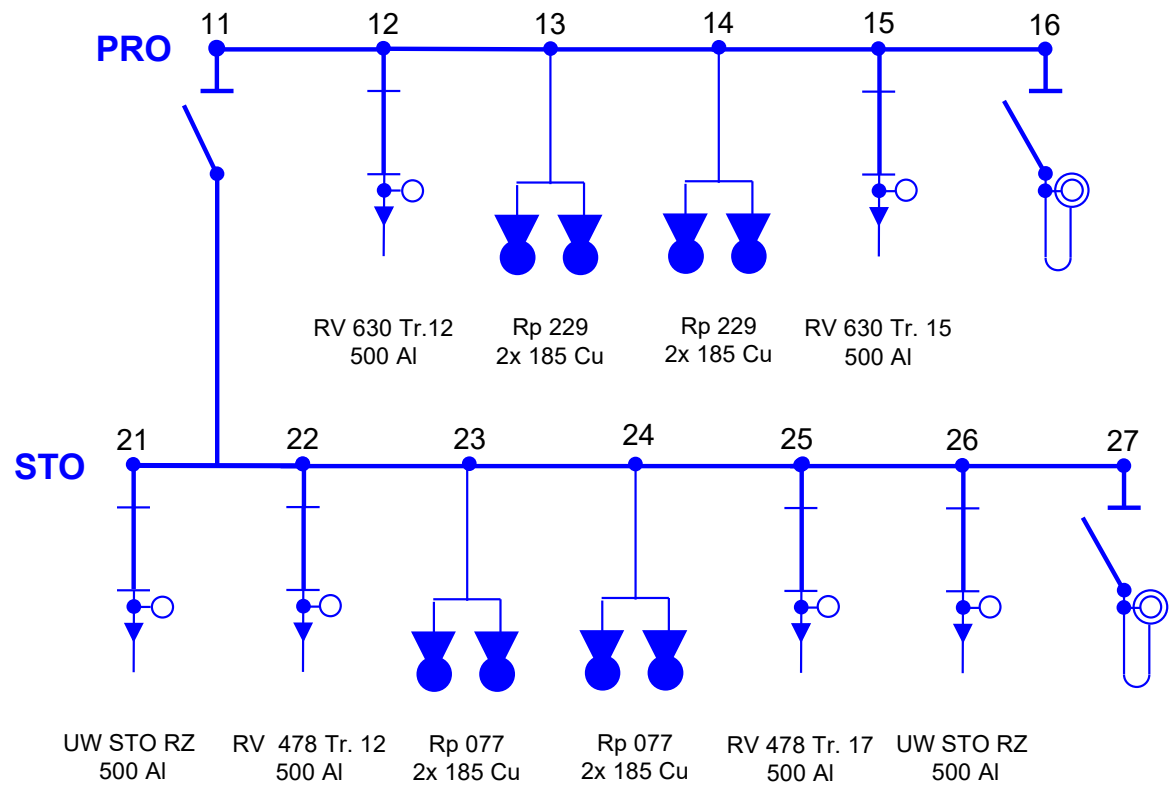 11 12 13 14 15 16
PRO
RV 630 Tr.12 Rp 229 Rp 229 RV 630 Tr. 15
500 Al 2x 185 Cu 2x 185 Cu 500 Al
21 22 23 24 25 26 27
STO
UW STO RZ RV 478 Tr. 12 Rp 077 Rp 077 RV 478 Tr. 17 UW STO RZ
500 Al 500 Al 2x 185 Cu 2x 185 Cu 500 Al 500 Al